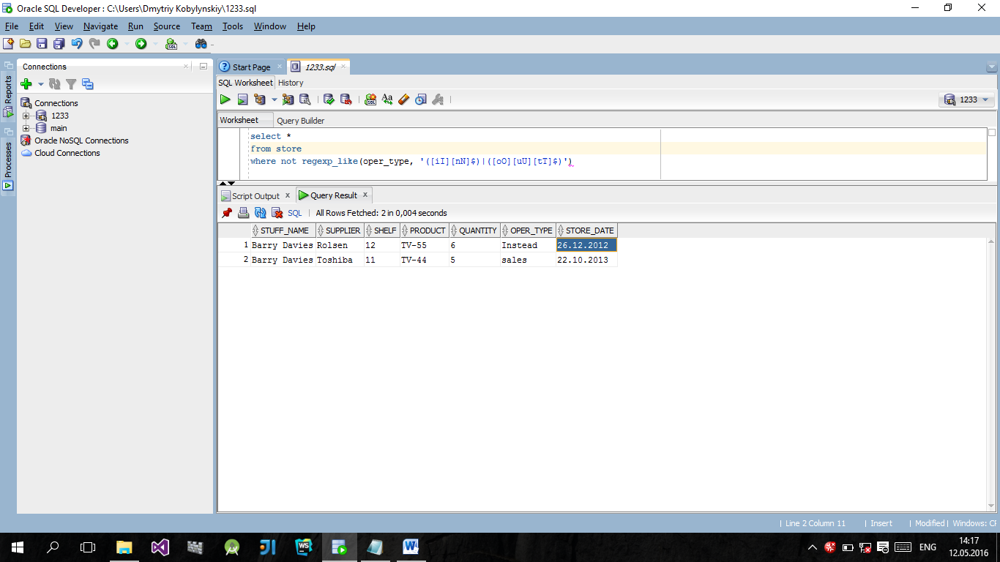 Oracle SQL Developer : C:\Users\Dmytriy Kobylynskiy\1233.sql
File Edit View Navigate Run Source Team Tools Window Help
SQL
Reports
Processes
Connections
Connections
1233
main
Oracle NoSQL Connections
Cloud Connections
Start Page
1233.sql
SQL Worksheet History
SQL Aa
1233
Worksheet Query Builder
select *
from store
where not regexp_like(oper_type, '([iI][nN]$)|([oO][uU][tT]$)')
Script Output x Query Result x
SQL | All Rows Fetched: 2 in 0,004 seconds
STUFF_NAME SUPPLIER SHELF PRODUCT QUANTITY OPER_TYPE STORE_DATE
1 Barry Davies Rolsen 12 TV-55 6 Instead 26.12.2012
2 Barry Davies Toshiba 11 TV-44 5 sales 22.10.2013
| Line 2 Column 11 | Insert | Modified | Windows: CF
JI
WS
W
ENG
14:17
12.05.2016